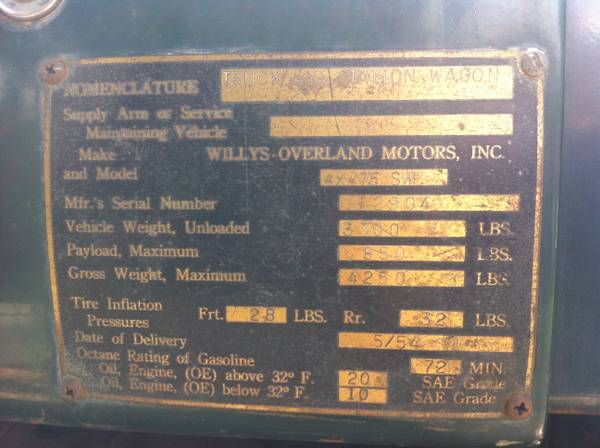 NOMENCLATURE TRUCK STATION WAGON
Supply Arm or Service
Maintaining Vehicle
Make WILLYS-OVERLAND MOTORS, INC.
and Model
Mfr.'s Serial Number 12904
Vehicle Weight, Unloaded LBS.
Payload, Maximum LBS.
Gross Weight, Maximum LBS.
Tire Inflation
Pressures Frt. 28 LBS. Rr. 32 LBS.
Date of Delivery 5/54
Octane Rating of Gasoline 72 MIN.
Oil, Engine, (OE) above 32° F. 20 SAE Grade
Oil, Engine, (OE) below 32° F. 10 SAE Grade